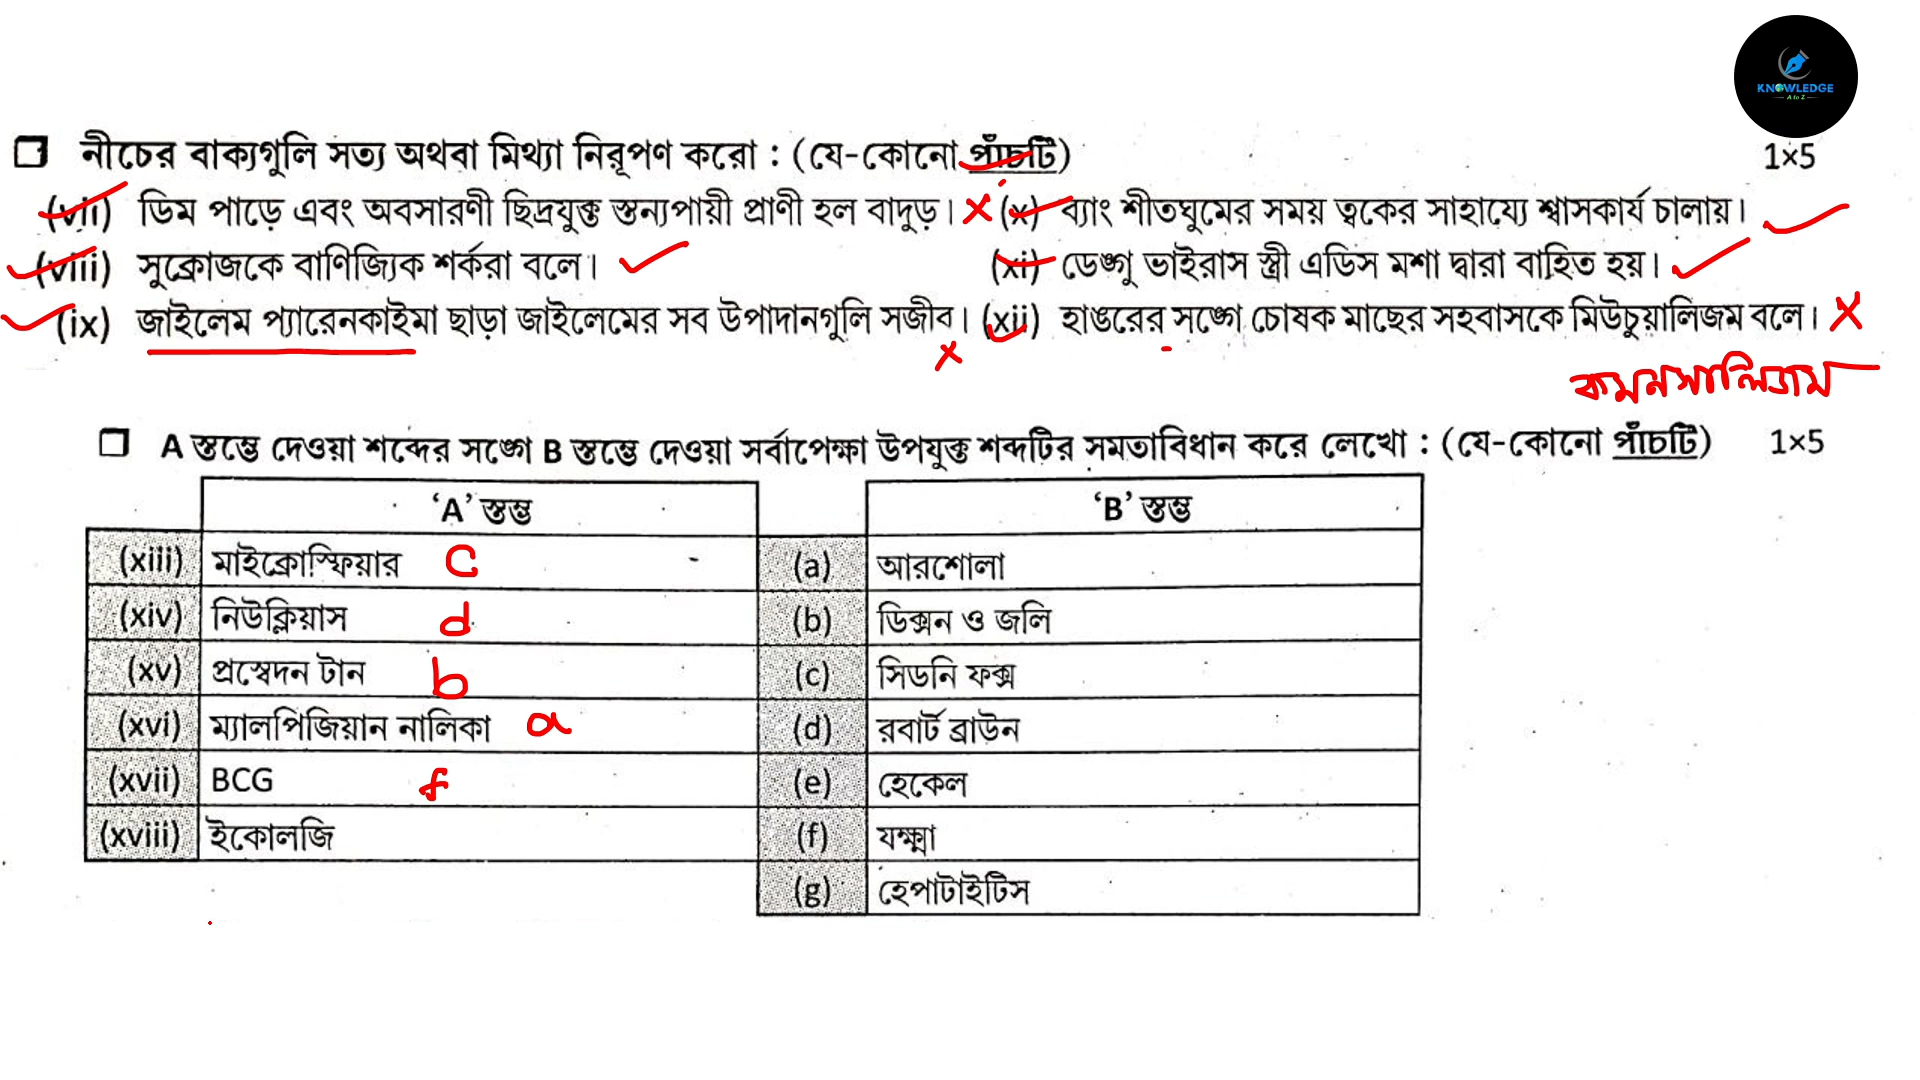 KNOWLEDGE
A to Z
নীচের বাক্যগুলি সত্য অথবা মিথ্যা নিরূপণ করো : (যে-কোনো পাঁচটি) 1×5
(vii) ডিম পাড়ে এবং অবসারণী ছিদ্রযুক্ত স্তন্যপায়ী প্রাণী হল বাদুড়। ✗ (x) ব্যাং শীতঘুমের সময় ত্বকের সাহায্যে শ্বাসকার্য চালায়। ✓
(viii) সুক্রোজকে বাণিজ্যিক শর্করা বলে। ✓ (xi) ডেঙ্গু ভাইরাস স্ত্রী এডিস মশা দ্বারা বাহিত হয়। ✓
(ix) জাইলেম প্যারেনকাইমা ছাড়া জাইলেমের সব উপাদানগুলি সজীব। ✗ (xii) হাঙরের সঙ্গে চোষক মাছের সহবাসকে মিউচুয়ালিজম বলে। ✗
কমনসালিজাম
A স্তম্ভে দেওয়া শব্দের সঙ্গে B স্তম্ভে দেওয়া সর্বাপেক্ষা উপযুক্ত শব্দটির সমতাবিধান করে লেখো : (যে-কোনো পাঁচটি) 1×5
‘A’ স্তম্ভ ‘B’ স্তম্ভ
(xiii) মাইক্রোস্ফিয়ার c (a) আরশোলা
(xiv) নিউক্লিয়াস d (b) ডিক্সন ও জলি
(xv) প্রস্বেদন টান b (c) সিডনি ফক্স
(xvi) ম্যালপিজিয়ান নালিকা a (d) রবার্ট ব্রাউন
(xvii) BCG f (e) হেকেল
(xviii) ইকোলজি (f) যক্ষ্মা
(g) হেপাটাইটিস